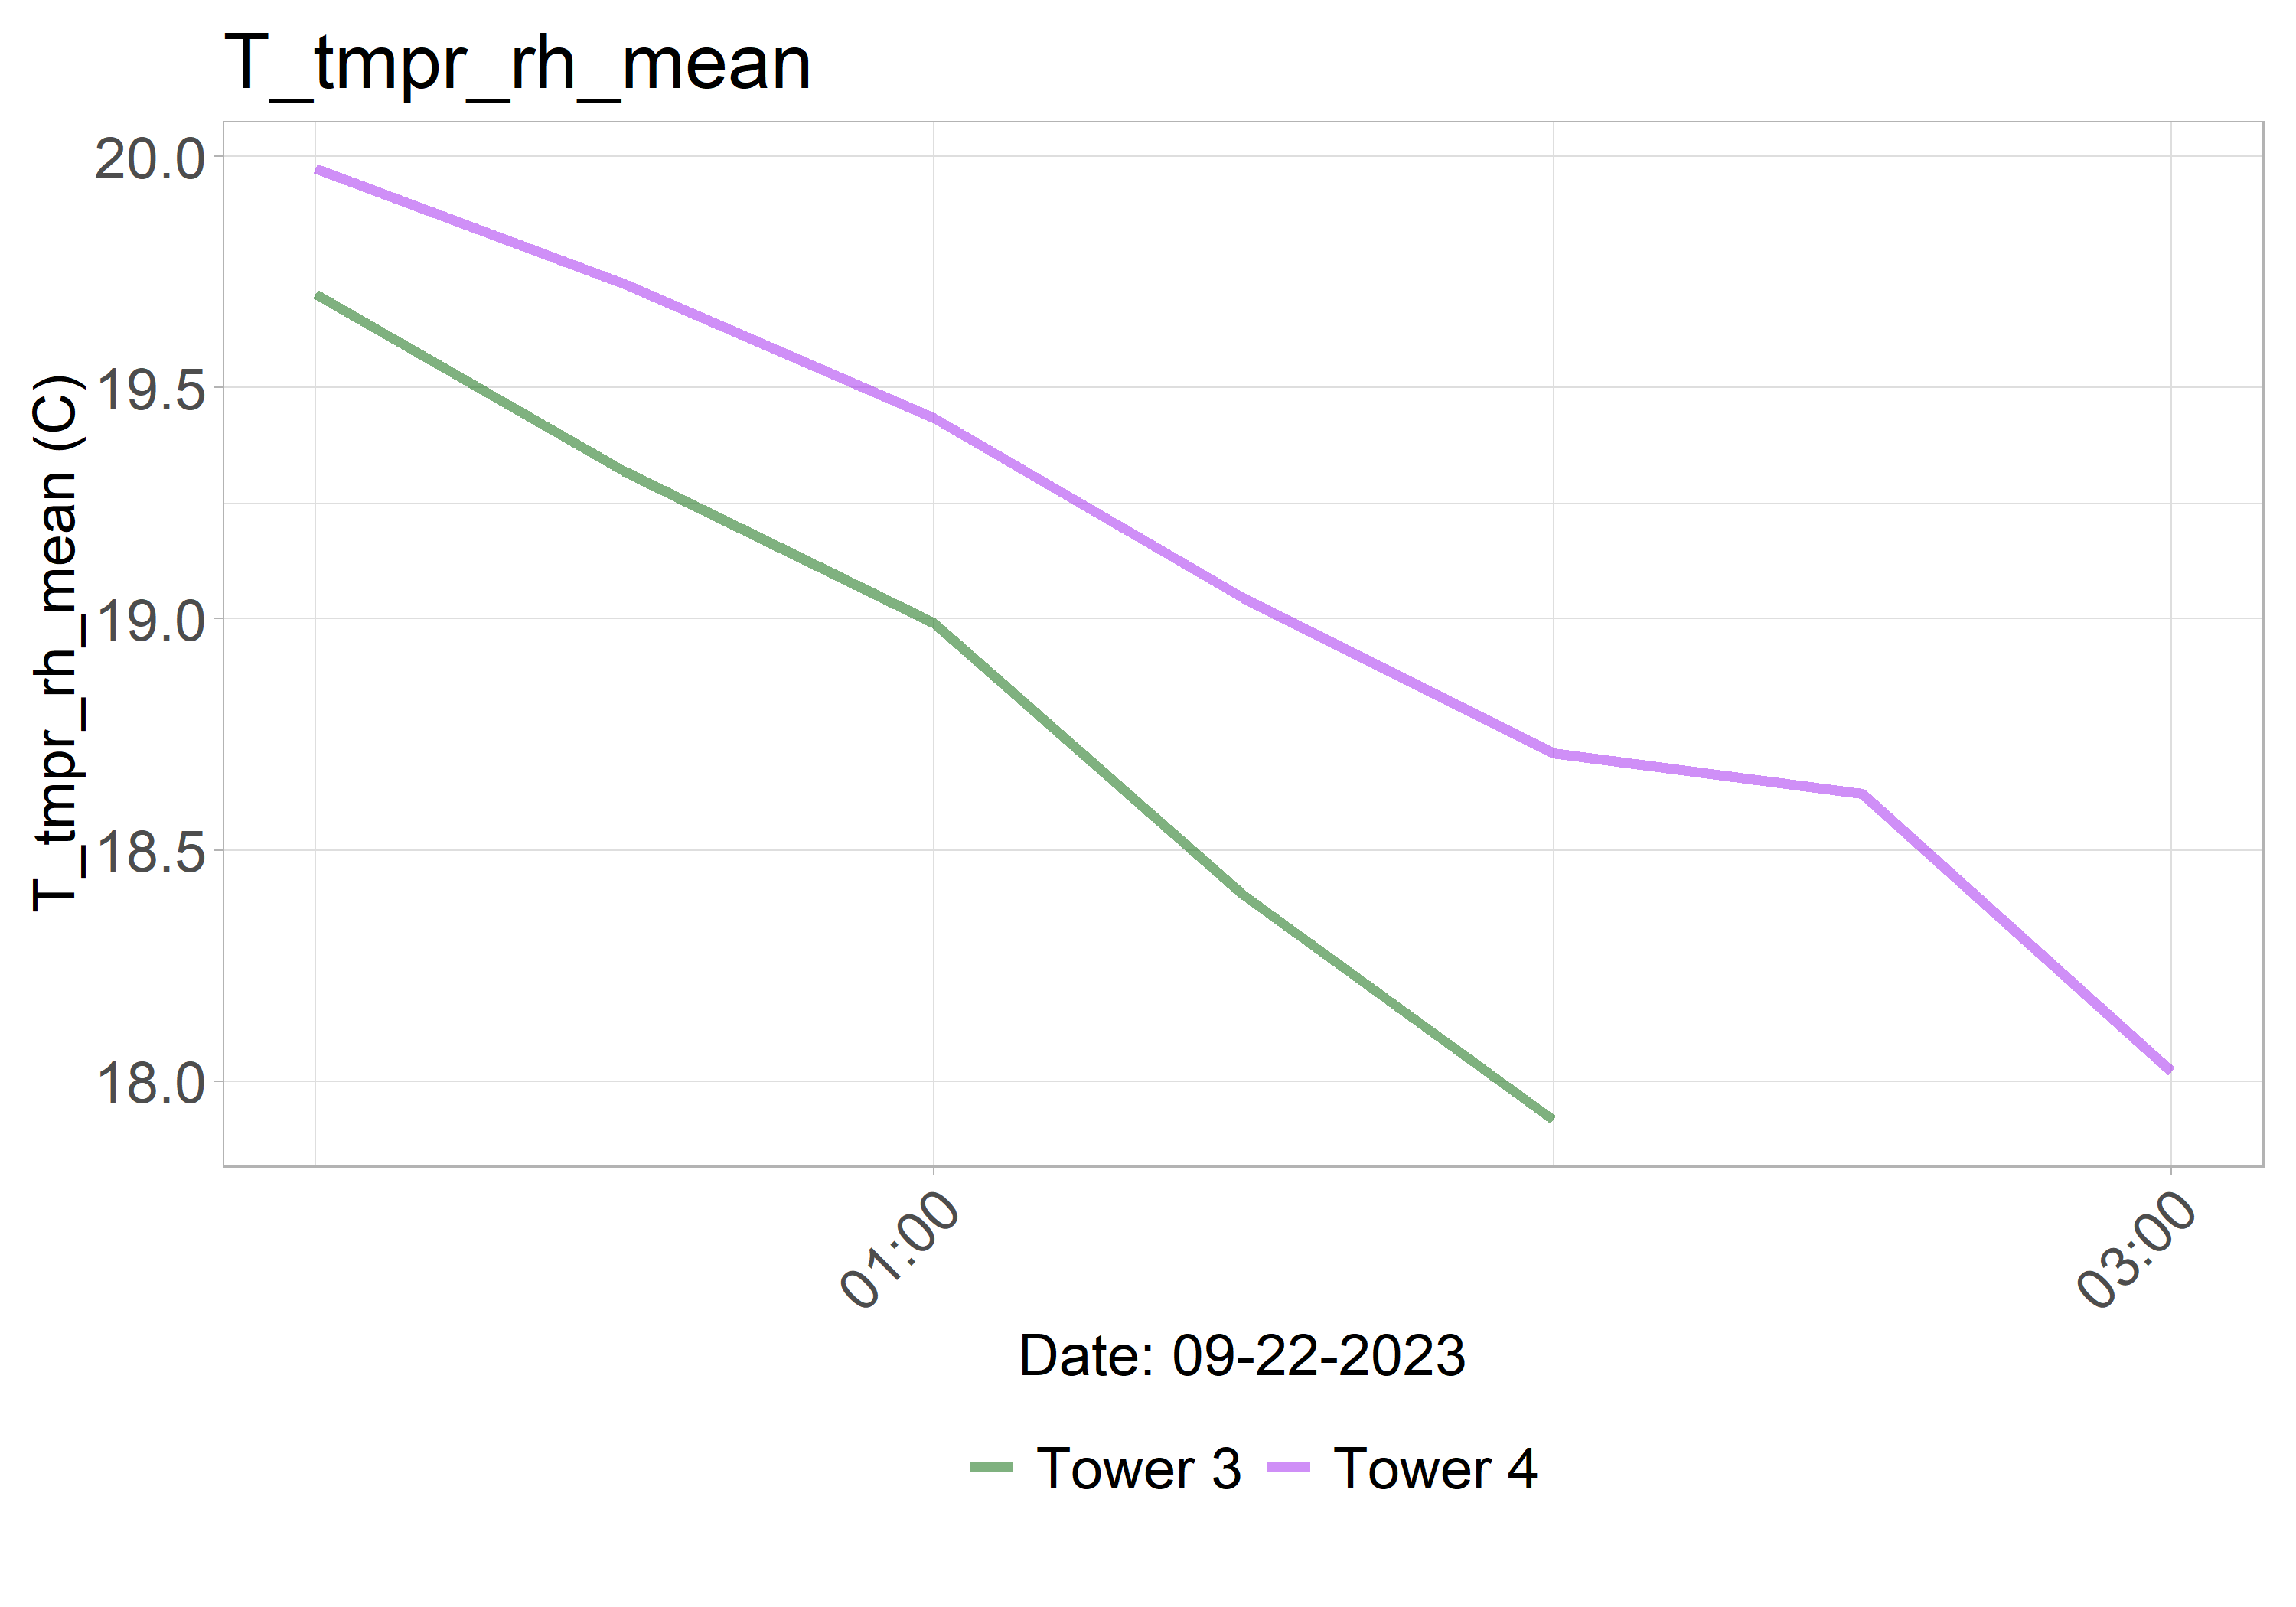 T_tmpr_rh_mean
T_tmpr_rh_mean (C)
20.0
19.5
19.0
18.5
18.0
01:00
03:00
Date: 09-22-2023
Tower 3
Tower 4